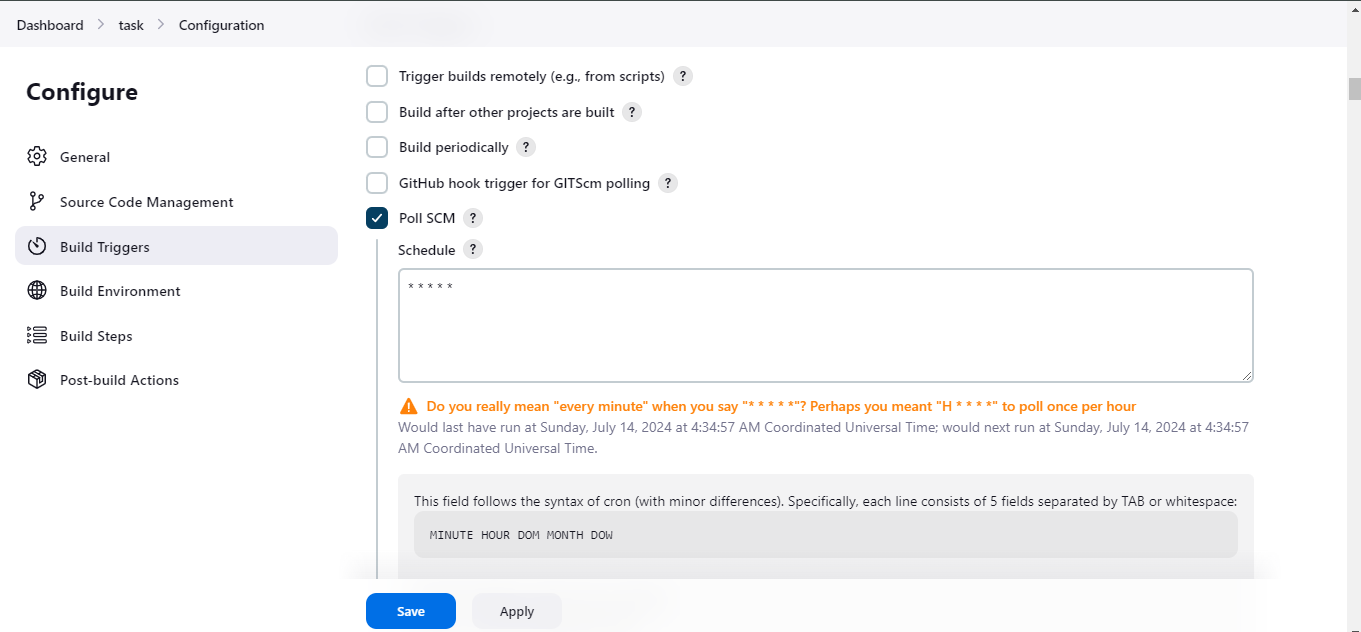 Dashboard > task > Configuration
Configure
General
Source Code Management
Build Triggers
Build Environment
Build Steps
Post-build Actions
Trigger builds remotely (e.g., from scripts) ?
Build after other projects are built ?
Build periodically ?
GitHub hook trigger for GITScm polling ?
Poll SCM ?
Schedule ?
* * * * *
Do you really mean "every minute" when you say "* * * * *"? Perhaps you meant "H * * * *" to poll once per hour
Would last have run at Sunday, July 14, 2024 at 4:34:57 AM Coordinated Universal Time; would next run at Sunday, July 14, 2024 at 4:34:57
AM Coordinated Universal Time.
This field follows the syntax of cron (with minor differences). Specifically, each line consists of 5 fields separated by TAB or whitespace:
MINUTE HOUR DOM MONTH DOW
Save
Apply